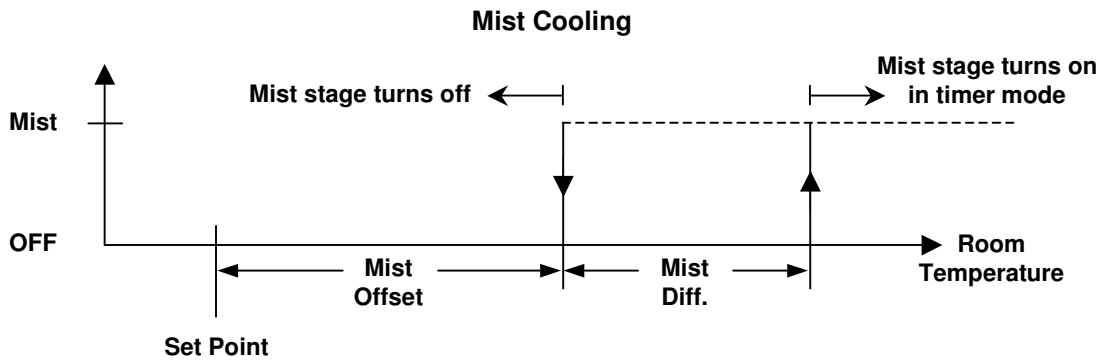 Mist Cooling
Mist stage turns off
Mist stage turns on
in timer mode
Mist
OFF
Room
Temperature
Mist
Offset
Mist
Diff.
Set Point